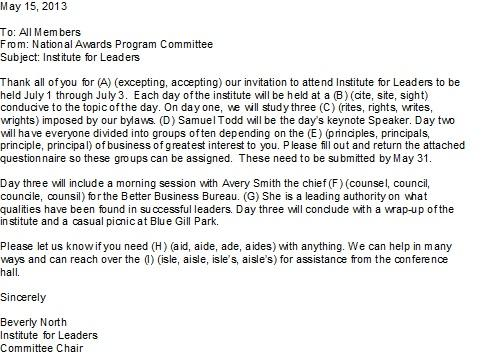 May 15, 2013
To: All Members
From: National Awards Program Committee
Subject: Institute for Leaders
Thank all of you for (A) (excepting, accepting) our invitation to attend Institute for Leaders to be
held July 1 through July 3.  Each day of the institute will be held at a (B) (cite, site, sight)
conducive to the topic of the day. On day one, we will study three (C) (rites, rights, writes,
wrights) imposed by our bylaws. (D) Samuel Todd will be the day's keynote Speaker. Day two
will have everyone divided into groups of ten depending on the (E) (principles, principals,
principle, principal) of business of greatest interest to you. Please fill out and return the attached
questionnaire so these groups can be assigned.  These need to be submitted by May 31.
Day three will include a morning session with Avery Smith the chief (F) (counsel, council,
councile, counsil) for the Better Business Bureau. (G) She is a leading authority on what
qualities have been found in successful leaders. Day three will conclude with a wrap-up of the
institute and a casual picnic at Blue Gill Park.
Please let us know if you need (H) (aid, aide, ade, aides) with anything. We can help in many
ways and can reach over the (I) (isle, aisle, isle's, aisle's) for assistance from the conference
hall.
Sincerely
Beverly North
Institute for Leaders
Committee Chair